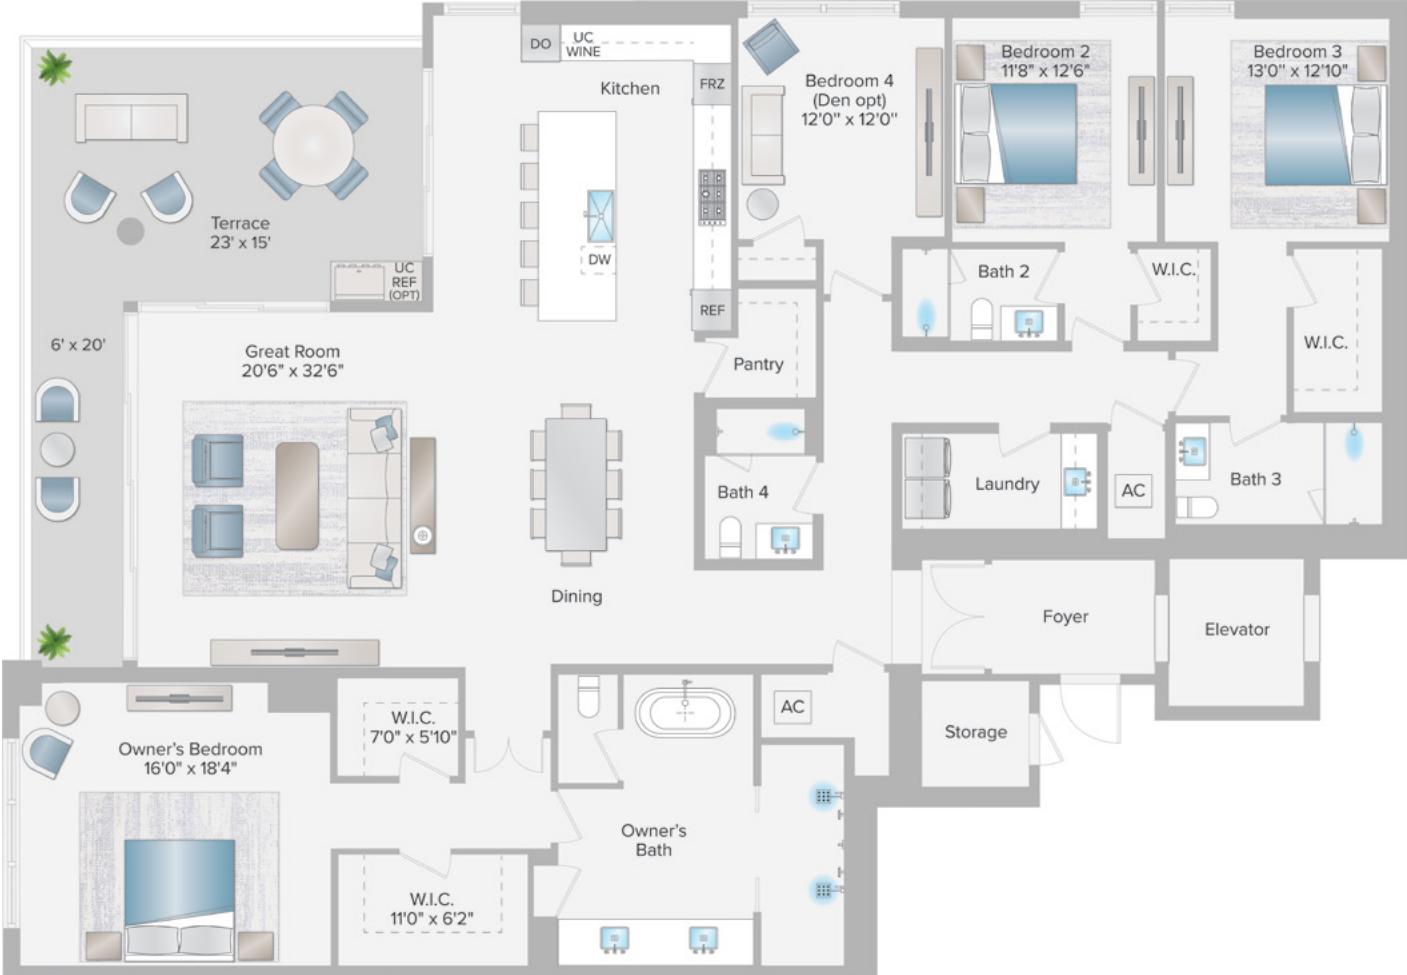 DO
UC
WINE
Kitchen
FRZ
Bedroom 4
(Den opt)
12'0" x 12'0"
Bedroom 2
11'8" x 12'6"
Bedroom 3
13'0" x 12'10"
Terrace
23' x 15'
UC
REF
(OPT)
DW
REF
Bath 2
W.I.C.
W.I.C.
6' x 20'
Great Room
20'6" x 32'6"
Pantry
Bath 4
Laundry
AC
Bath 3
Dining
Foyer
Elevator
W.I.C.
7'0" x 5'10"
AC
Storage
Owner's Bedroom
16'0" x 18'4"
Owner's
Bath
W.I.C.
11'0" x 6'2"